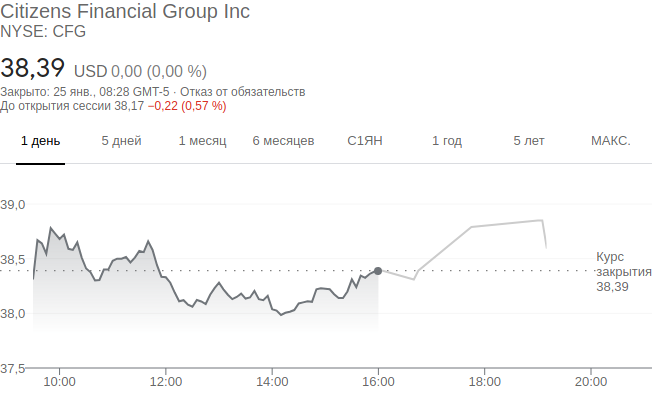 Citizens Financial Group Inc
NYSE: CFG
38,39 USD 0,00 (0,00 %)
Закрыто: 25 янв., 08:28 GMT-5 · Отказ от обязательств
До открытия сессии 38,17 −0,22 (0,57 %)
1 день 5 дней 1 месяц 6 месяцев С1ЯН 1 год 5 лет МАКС.
39,0
38,5
38,0
37,5
Курс
закрытия
38,39
10:00 12:00 14:00 16:00 18:00 20:00